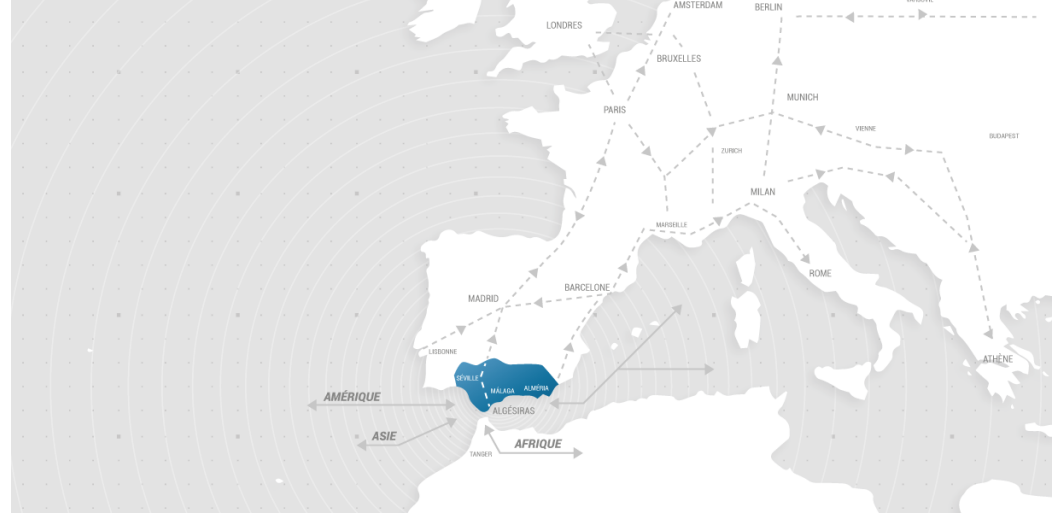 AMSTERDAM
BERLIN
LONDRES
BRUXELLES
MUNICH
PARIS
VIENNE
BUDAPEST
ZURICH
MILAN
MARSEILLE
ROME
BARCELONE
MADRID
LISBONNE
ATHÈNE
SÉVILLE
MÁLAGA
ALMÉRIA
AMÉRIQUE
ALGÉSIRAS
ASIE
AFRIQUE
TANGER